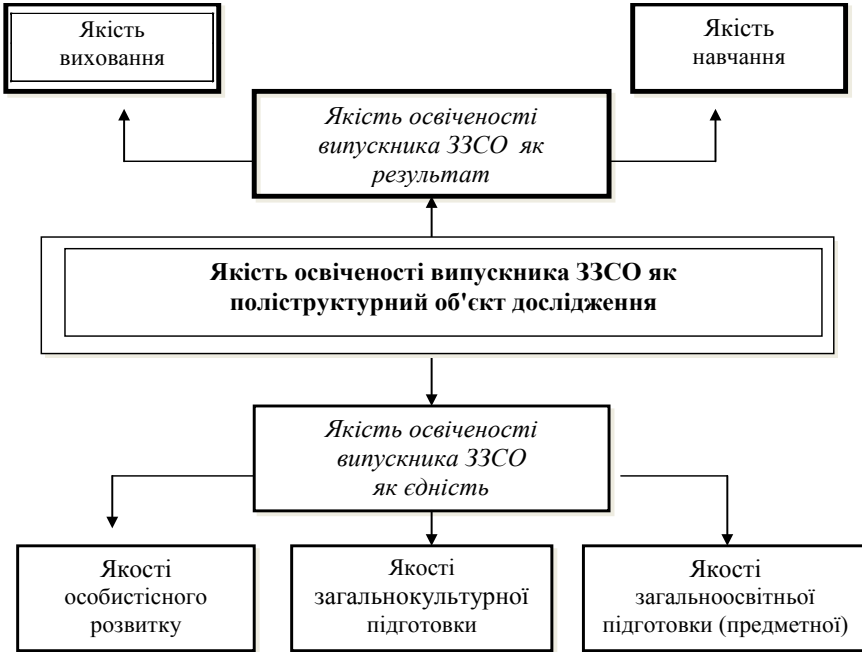 Якість
виховання
Якість
навчання
Якість освіченості
випускника ЗЗСО як
результат
Якість освіченості випускника ЗЗСО як
поліструктурний об'єкт дослідження
Якість освіченості
випускника ЗЗСО
як єдність
Якості
особистісного
розвитку
Якості
загальнокультурної
підготовки
Якості
загальноосвітньої
підготовки (предметної)